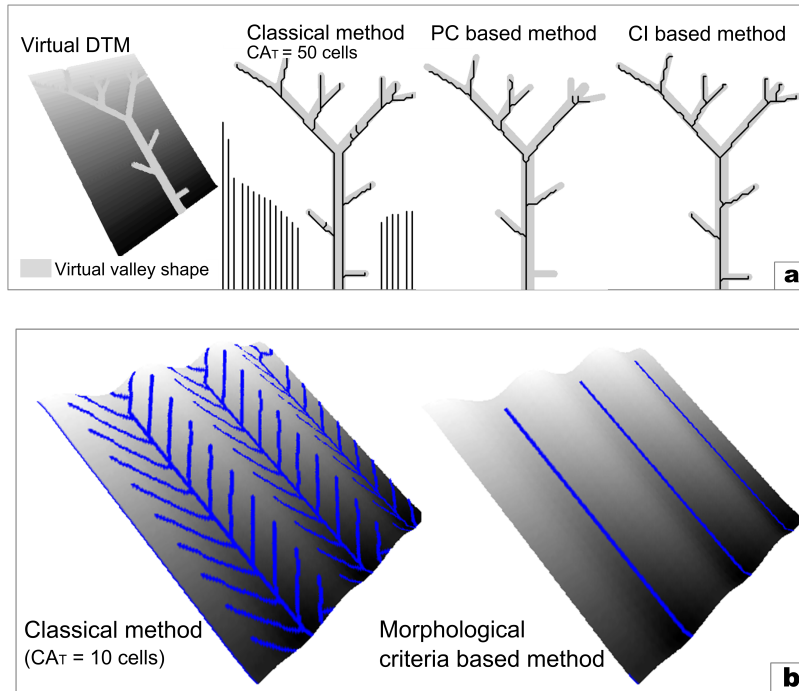 Virtual DTM
Classical method
CAT = 50 cells
PC based method
CI based method
Virtual valley shape
a
Classical method
(CAT = 10 cells)
Morphological
criteria based method
b